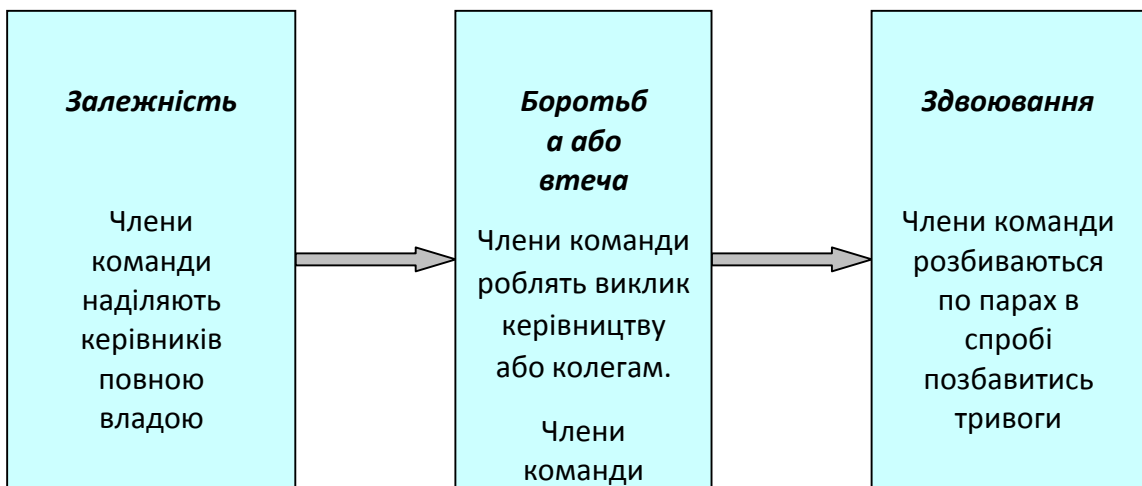 Залежність
Члени
команди
наділяють
керівників
повною
владою
Боротьб
а або
втеча
Члени команди
роблять виклик
керівництву
або колегам.
Члени
команди
Здвоювання
Члени команди
розбиваються
по парах в
спробі
позбавитись
тривоги